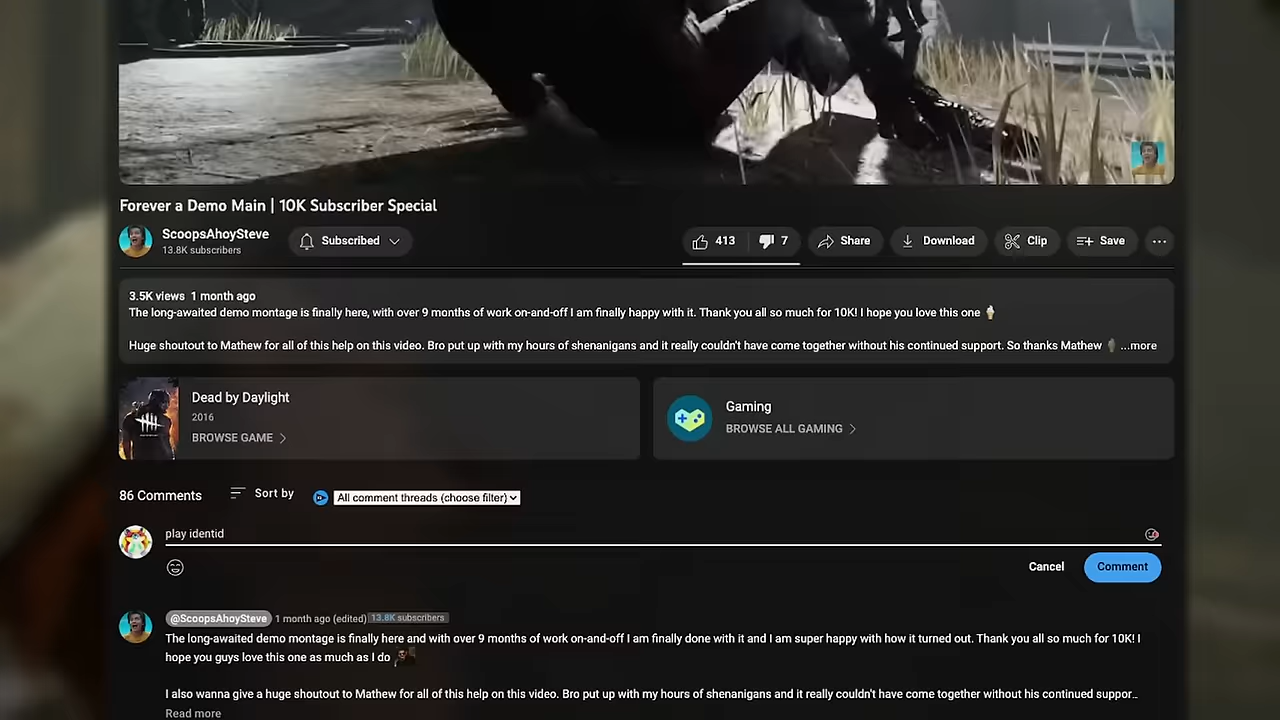 Forever a Demo Main | 10K Subscriber Special
ScoopsAhoySteve
13.8K subscribers
Subscribed
413
7
Share
Download
Clip
Save
3.5K views 1 month ago
The long-awaited demo montage is finally here, with over 9 months of work on-and-off I am finally happy with it. Thank you all so much for 10K! I hope you love this one 🍦
Huge shoutout to Mathew for all of this help on this video. Bro put up with my hours of shenanigans and it really couldn't have come together without his continued support. So thanks Mathew ...more
Dead by Daylight
2016
BROWSE GAME
Gaming
BROWSE ALL GAMING
86 Comments
Sort by
All comment threads (choose filter)
play identid
Cancel
Comment
@ScoopsAhoySteve 1 month ago (edited) 13.8K subscribers
The long-awaited demo montage is finally here and with over 9 months of work on-and-off I am finally done with it and I am super happy with how it turned out. Thank you all so much for 10K! I
hope you guys love this one as much as I do
I also wanna give a huge shoutout to Mathew for all of this help on this video. Bro put up with my hours of shenanigans and it really couldn't have come together without his continued suppor...
Read more